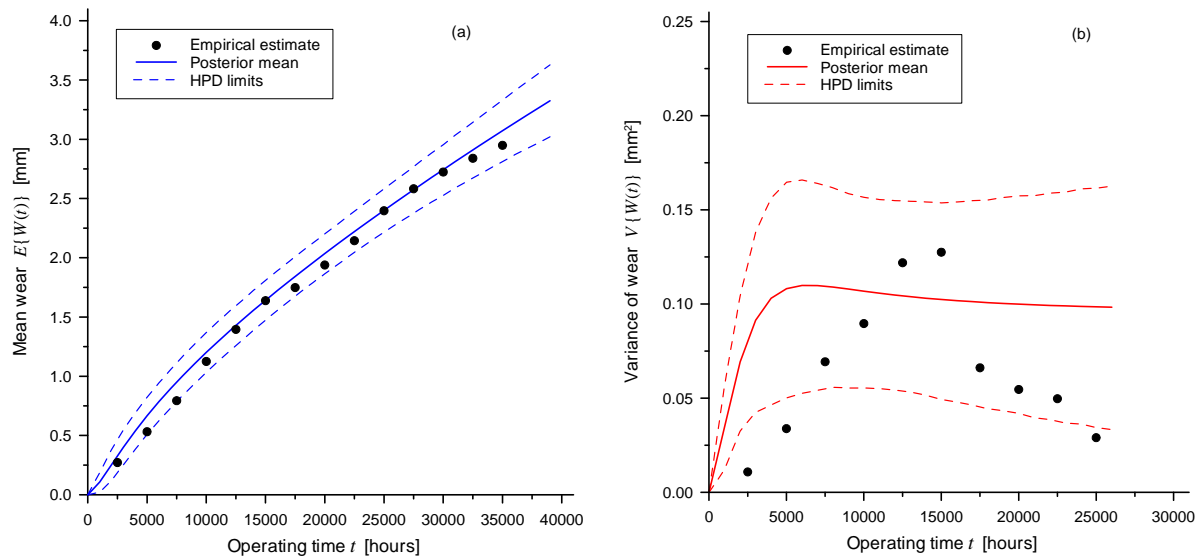 (a)
Empirical estimate
Posterior mean
HPD limits
Mean wear E{W(t)} [mm]
4.0
3.5
3.0
2.5
2.0
1.5
1.0
0.5
0.0
0 5000 10000 15000 20000 25000 30000 35000 40000
Operating time t [hours]
(b)
Empirical estimate
Posterior mean
HPD limits
Variance of wear V{W(t)} [mm²]
0.25
0.20
0.15
0.10
0.05
0.00
0 5000 10000 15000 20000 25000 30000
Operating time t [hours]